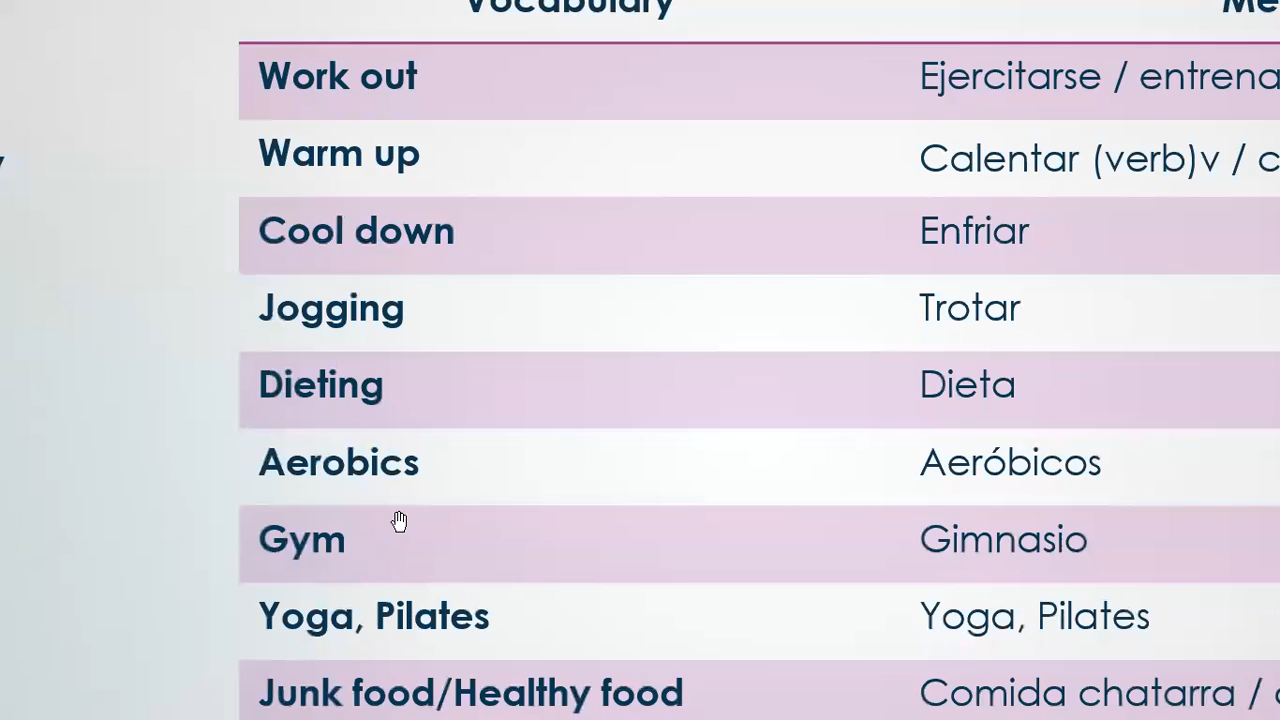 Vocabulary
Work out Ejercitarse / entrena
Warm up Calentar (verb)v / c
Cool down Enfriar
Jogging Trotar
Dieting Dieta
Aerobics Aeróbicos
Gym Gimnasio
Yoga, Pilates Yoga, Pilates
Junk food/Healthy food Comida chatarra /